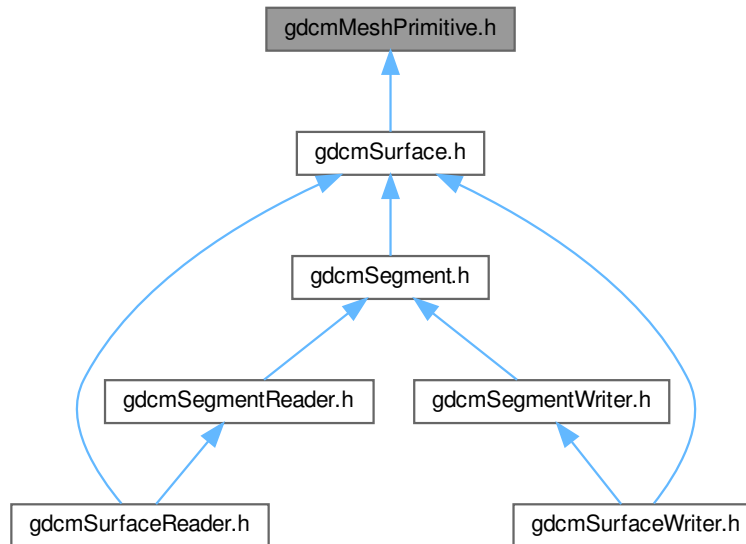 gdcmMeshPrimitive.h
gdcmSurface.h
gdcmSegment.h
gdcmSegmentReader.h
gdcmSegmentWriter.h
gdcmSurfaceReader.h
gdcmSurfaceWriter.h